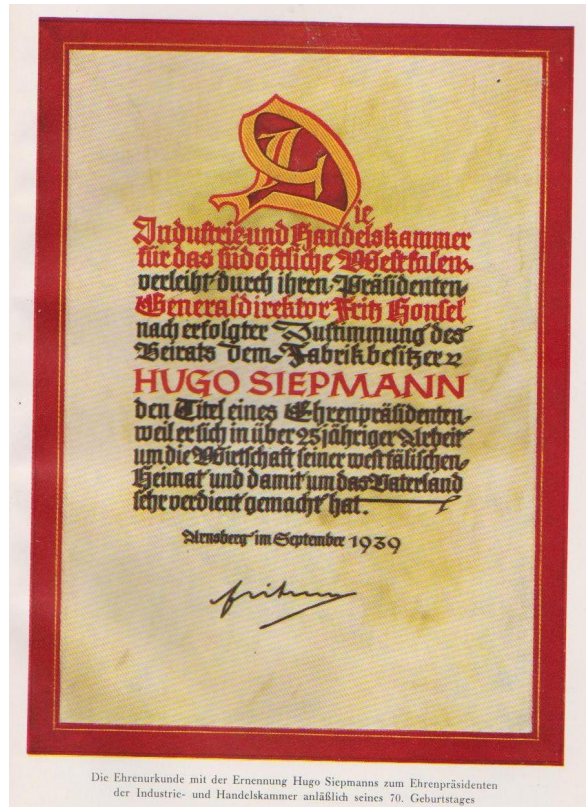 Die
Industrie- und Handelskammer
für das südöstliche Westfalen
verleiht durch ihren Präsidenten,
Generaldirektor Fritz Honsel
nach erfolgter Zustimmung des
Beirats dem Fabrikbesitzer
HUGO SIEPMANN
den Titel eines Ehrenpräsidenten,
weil er sich in über 25jähriger Arbeit
um die Wirtschaft seiner westfälischen
Heimat und damit um das Vaterland
sehr verdient gemacht hat.
Arnsberg im September 1939
Die Ehrenurkunde mit der Ernennung Hugo Siepmanns zum Ehrenpräsidenten
der Industrie- und Handelskammer anläßlich seines 70. Geburtstages